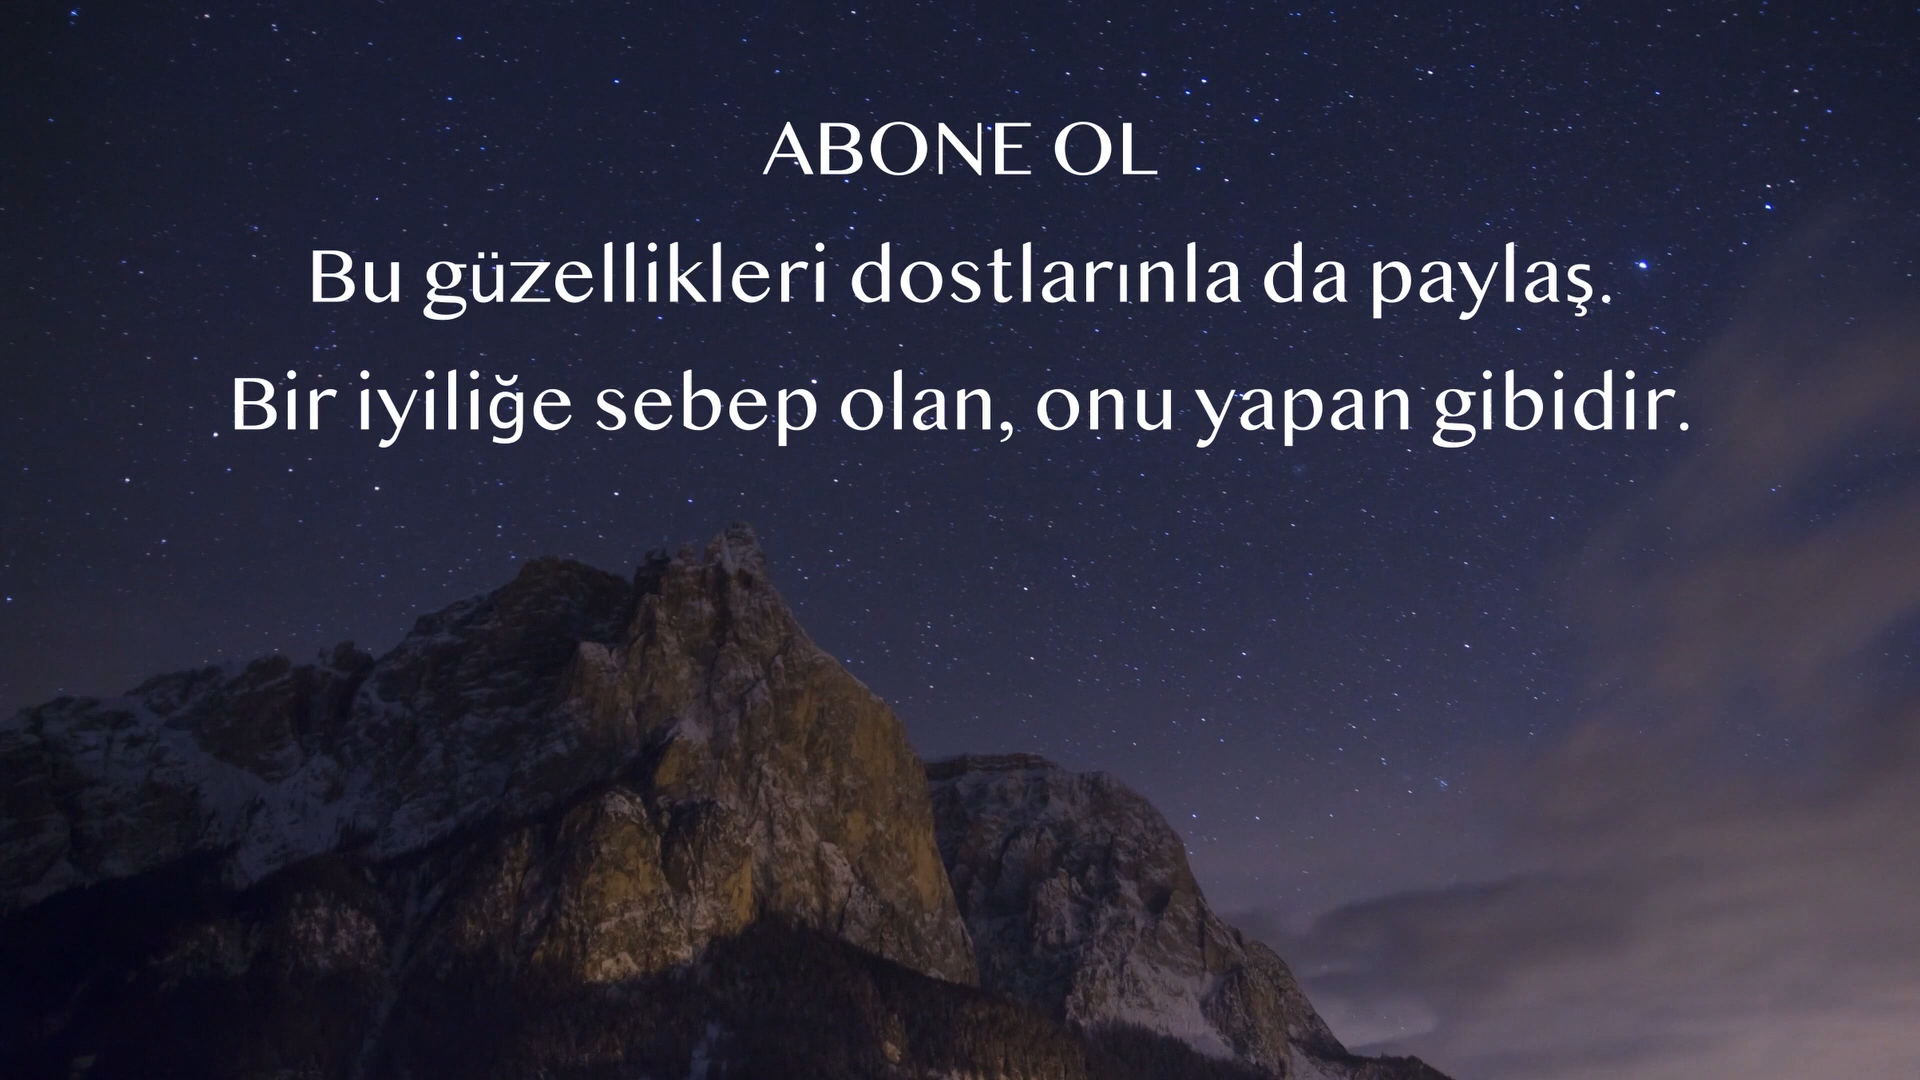 ABONE OL
Bu güzellikleri dostlarınla da paylaş.
Bir iyiliğe sebep olan, onu yapan gibidir.